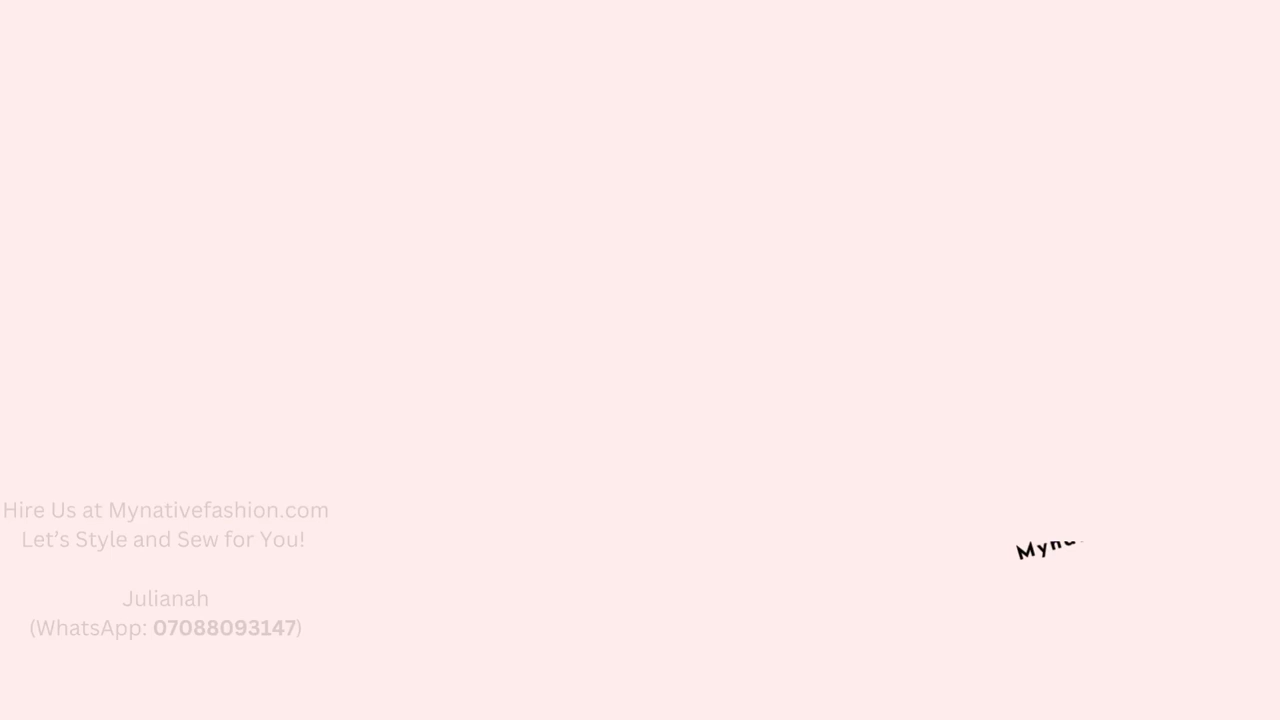 Hire Us at Mynativefashion.com
Let's Style and Sew for You!
Julianah
(WhatsApp: 07088093147)